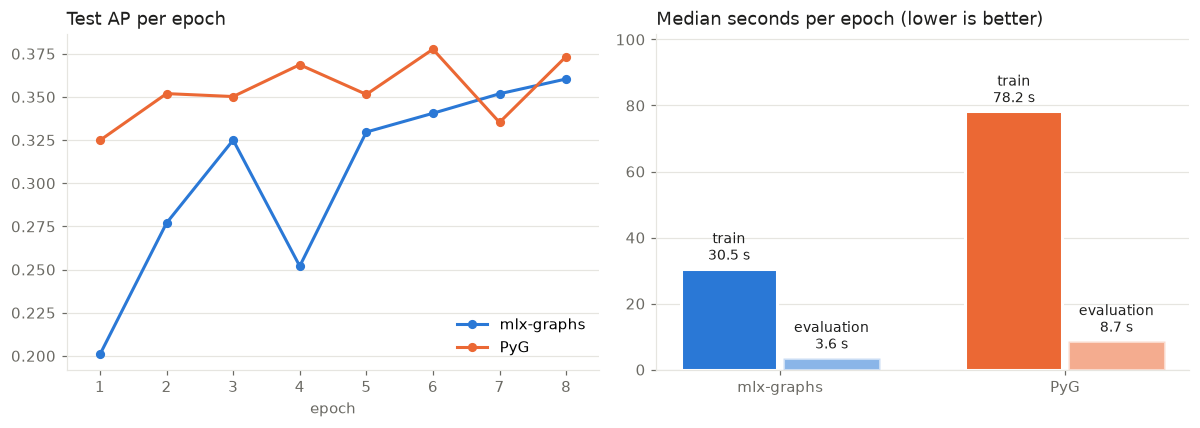 Test AP per epoch
0.375
0.350
0.325
0.300
0.275
0.250
0.225
0.200
1 2 3 4 5 6 7 8
epoch
mlx-graphs
PyG
Median seconds per epoch (lower is better)
100
80
60
40
20
0
train
30.5 s
evaluation
3.6 s
train
78.2 s
evaluation
8.7 s
mlx-graphs
PyG